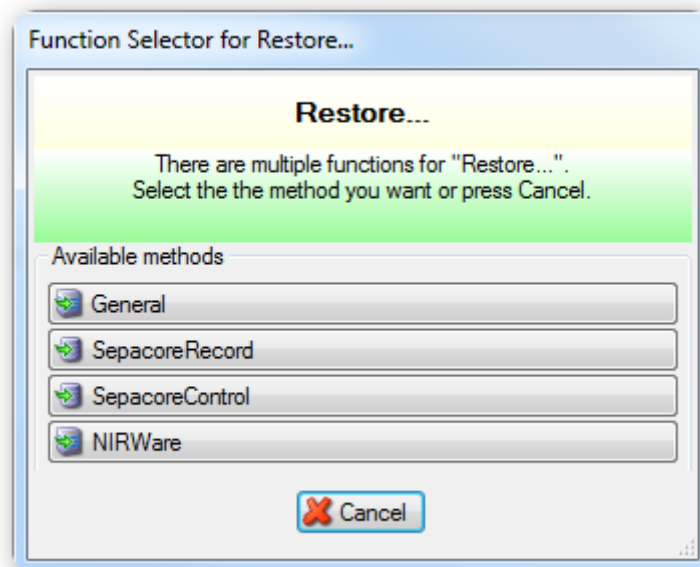 Function Selector for Restore...
Restore...
There are multiple functions for "Restore...".
Select the the method you want or press Cancel.
Available methods
General
SepacoreRecord
SepacoreControl
NIRWare
Cancel